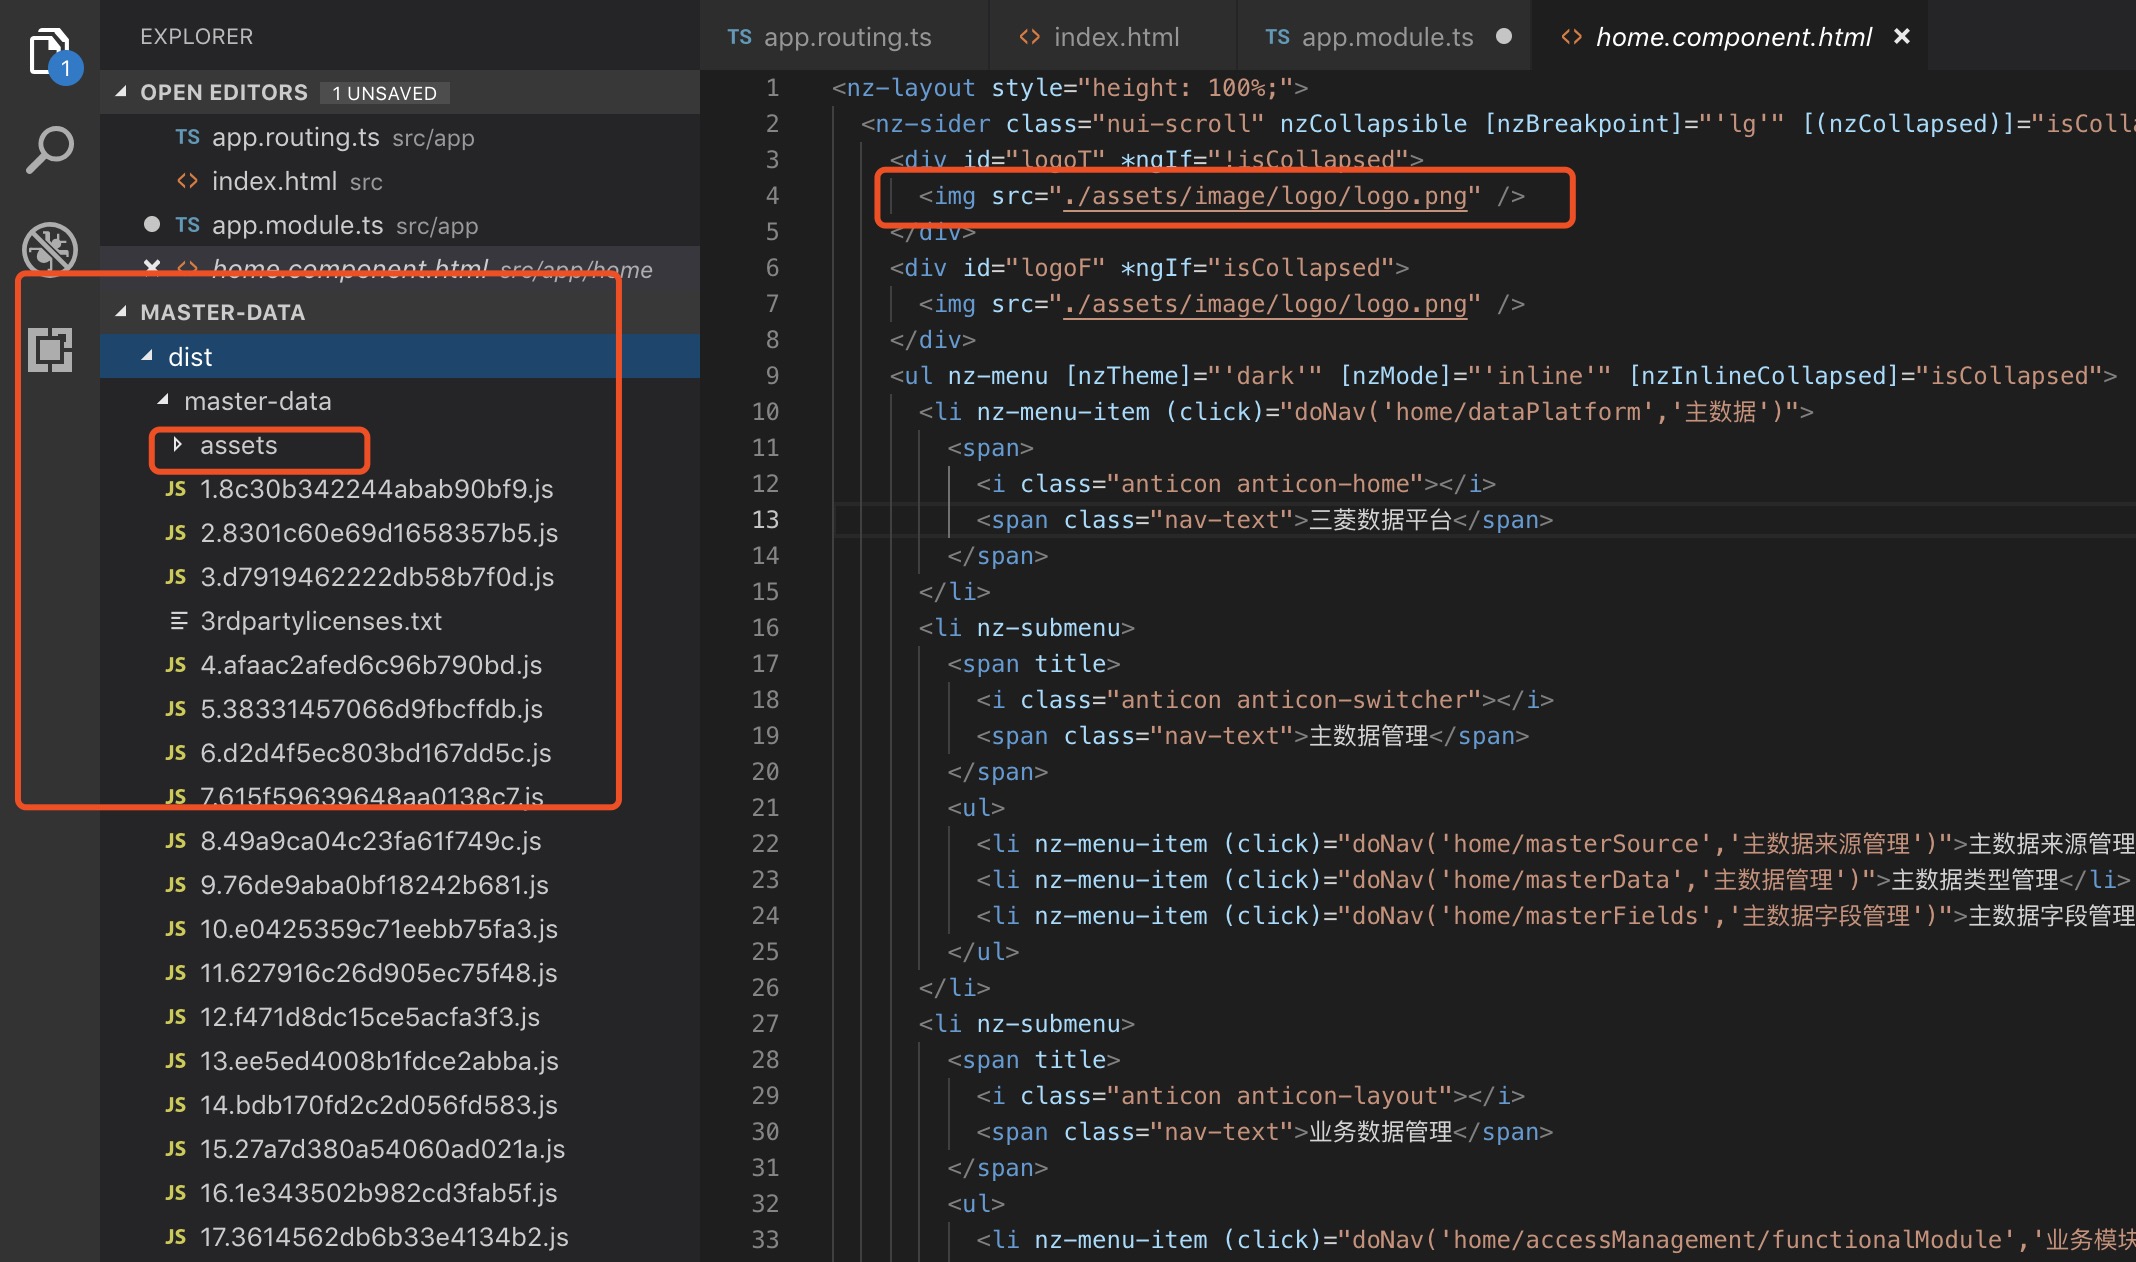 EXPLORER
OPEN EDITORS 1 UNSAVED
TS app.routing.ts src/app
<> index.html src
TS app.module.ts src/app
<> home.component.html src/app/home
MASTER-DATA
dist
master-data
assets
JS 1.8c30b342244abab90bf9.js
JS 2.8301c60e69d1658357b5.js
JS 3.d7919462222db58b7f0d.js
3rdpartylicenses.txt
JS 4.afaac2afed6c96b790bd.js
JS 5.38331457066d9fbcffdb.js
JS 6.d2d4f5ec803bd167dd5c.js
JS 7.615f59639648aa0138c7.js
JS 8.49a9ca04c23fa61f749c.js
JS 9.76de9aba0bf18242b681.js
JS 10.e0425359c71eebb75fa3.js
JS 11.627916c26d905ec75f48.js
JS 12.f471d8dc15ce5acfa3f3.js
JS 13.ee5ed4008b1fdce2abba.js
JS 14.bdb170fd2c2d056fd583.js
JS 15.27a7d380a54060ad021a.js
JS 16.1e343502b982cd3fab5f.js
JS 17.3614562db6b33e4134b2.js
1
TS app.routing.ts <> index.html TS app.module.ts <> home.component.html
1 <nz-layout style="height: 100%;">
2 <nz-sider class="nui-scroll" nzCollapsible [nzBreakpoint]="'lg'" [(nzCollapsed)]="isColla
3 <div id="logoT" *ngIf="!isCollapsed">
4 <img src="./assets/image/logo/logo.png" />
5 </div>
6 <div id="logoF" *ngIf="isCollapsed">
7 <img src="./assets/image/logo/logo.png" />
8 </div>
9 <ul nz-menu [nzTheme]="'dark'" [nzMode]="'inline'" [nzInlineCollapsed]="isCollapsed">
10 <li nz-menu-item (click)="doNav('home/dataPlatform','主数据')">
11 <span>
12 <i class="anticon anticon-home"></i>
13 <span class="nav-text">三菱数据平台</span>
14 </span>
15 </li>
16 <li nz-submenu>
17 <span title>
18 <i class="anticon anticon-switcher"></i>
19 <span class="nav-text">主数据管理</span>
20 </span>
21 <ul>
22 <li nz-menu-item (click)="doNav('home/masterSource','主数据来源管理')">主数据来源管理
23 <li nz-menu-item (click)="doNav('home/masterData','主数据管理')">主数据类型管理</li>
24 <li nz-menu-item (click)="doNav('home/masterFields','主数据字段管理')">主数据字段管理
25 </ul>
26 </li>
27 <li nz-submenu>
28 <span title>
29 <i class="anticon anticon-layout"></i>
30 <span class="nav-text">业务数据管理</span>
31 </span>
32 <ul>
33 <li nz-menu-item (click)="doNav('home/accessManagement/functionalModule','业务模块